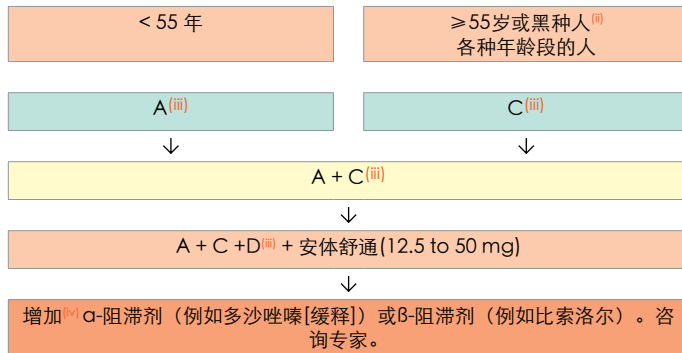 < 55 年
≥55岁或黑种人(ii)
各种年龄段的人
A(iii)
C(iii)
A + C(iii)
A + C +D(iii) + 安体舒通(12.5 to 50 mg)
增加(iv) α-阻滞剂（例如多沙唑嗪[缓释]）或ß-阻滞剂（例如比索洛尔）。咨
询专家。